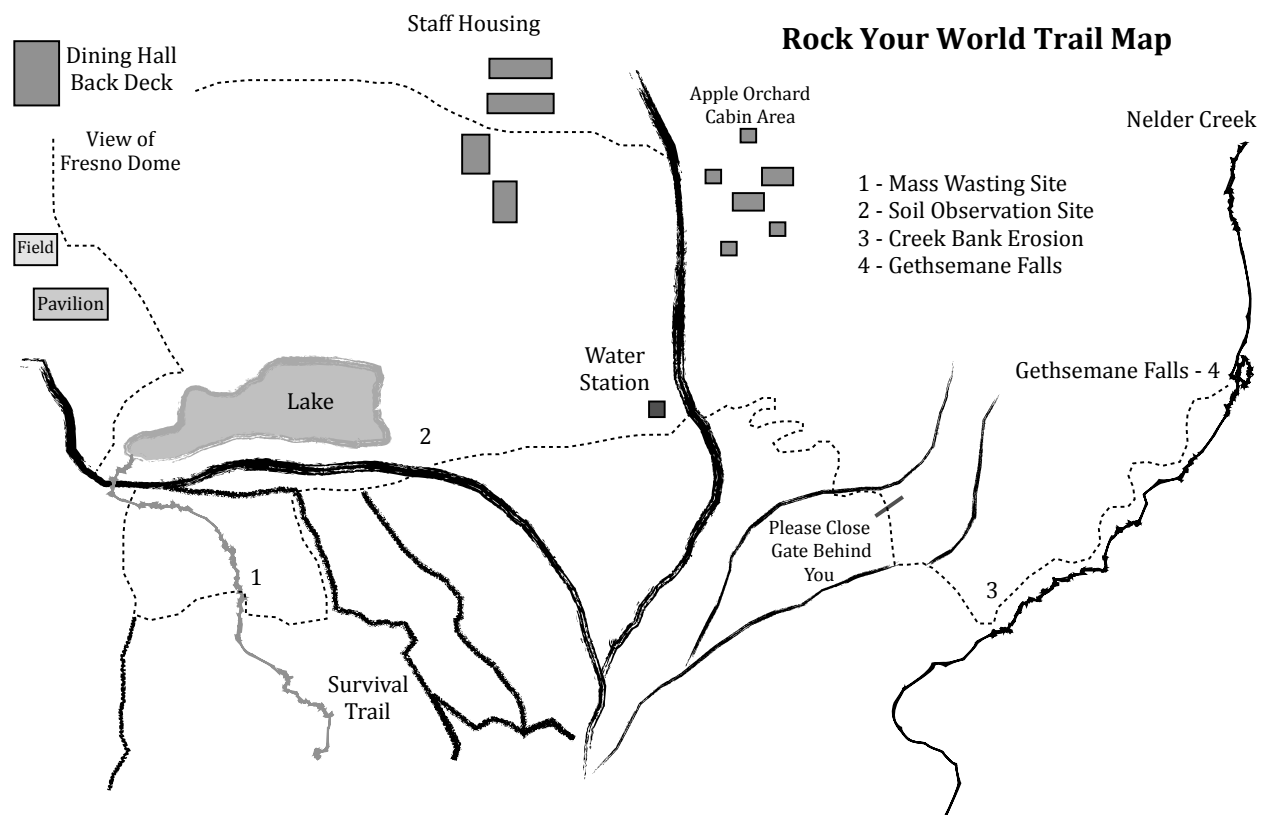 Staff Housing
Rock Your World Trail Map
Dining Hall
Back Deck
Apple Orchard
Cabin Area
Nelder Creek
View of
Fresno Dome
1 - Mass Wasting Site
2 - Soil Observation Site
3 - Creek Bank Erosion
4 - Gethsemane Falls
Field
Pavilion
Water
Station
Gethsemane Falls - 4
Lake
2
Please Close
Gate Behind
You
1
3
Survival
Trail